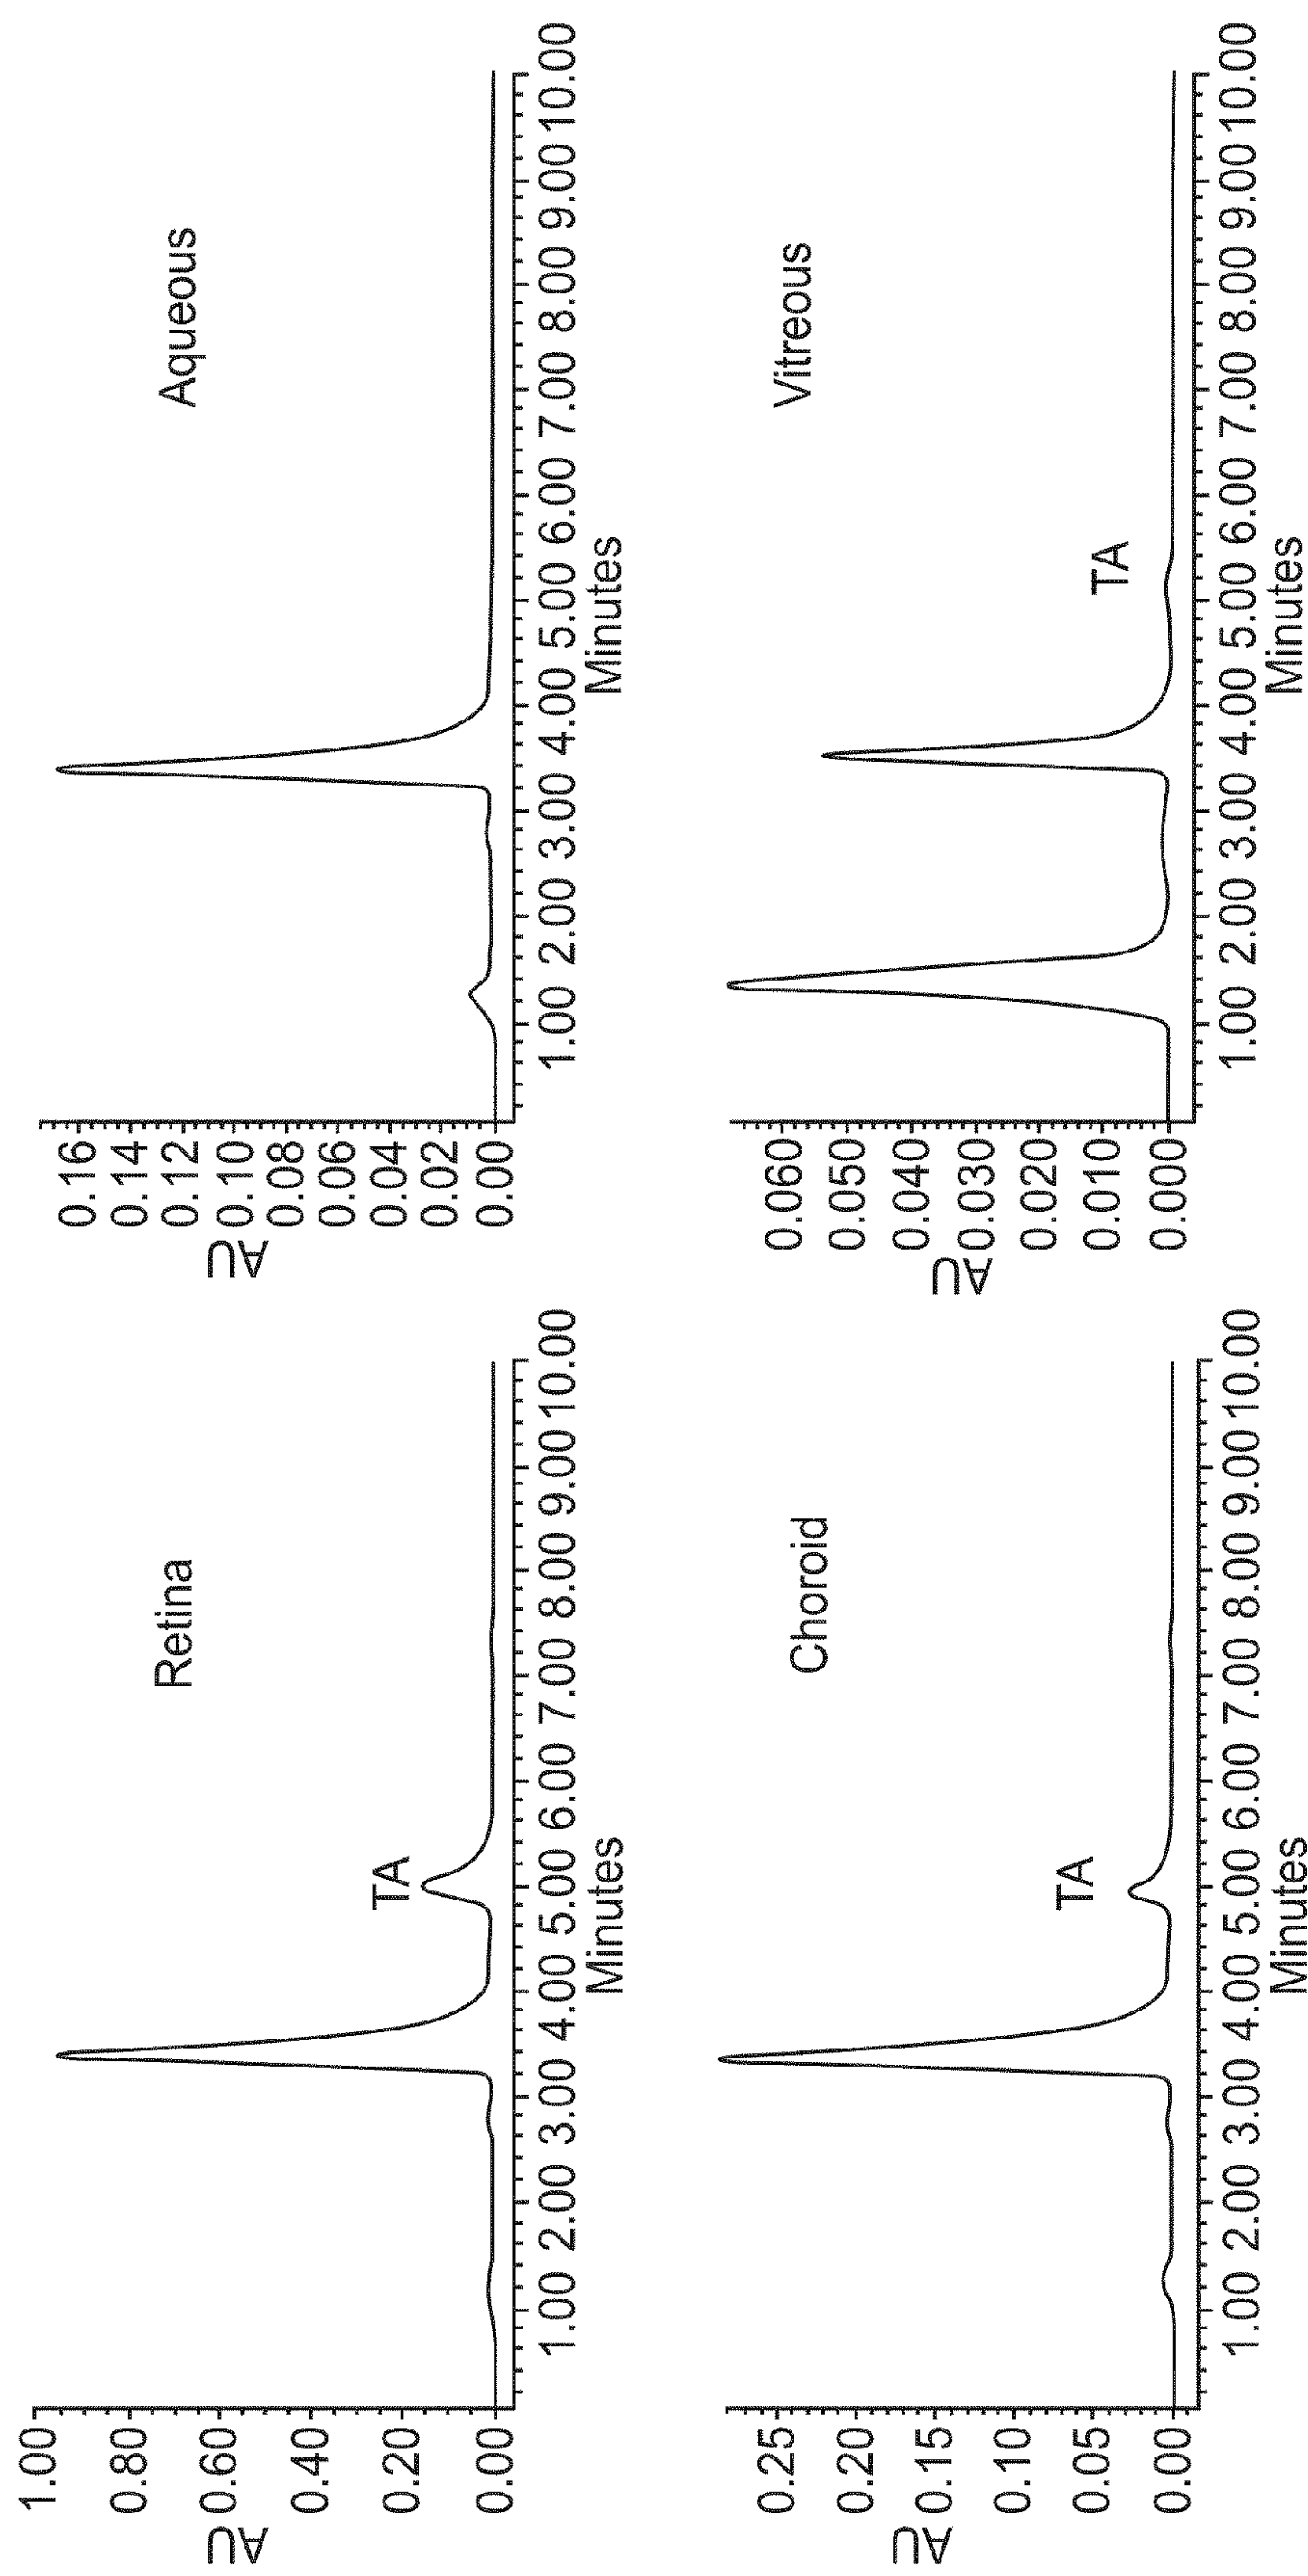 Retina
AU
1.00
0.80
0.60
0.40
0.20
0.00
TA
1.00 2.00 3.00 4.00 5.00 6.00 7.00 8.00 9.00 10.00
Minutes
Aqueous
AU
0.16
0.14
0.12
0.10
0.08
0.06
0.04
0.02
0.00
1.00 2.00 3.00 4.00 5.00 6.00 7.00 8.00 9.00 10.00
Minutes
Choroid
AU
0.25
0.20
0.15
0.10
0.05
0.00
TA
1.00 2.00 3.00 4.00 5.00 6.00 7.00 8.00 9.00 10.00
Minutes
Vitreous
AU
0.060
0.050
0.040
0.030
0.020
0.010
0.000
TA
1.00 2.00 3.00 4.00 5.00 6.00 7.00 8.00 9.00 10.00
Minutes